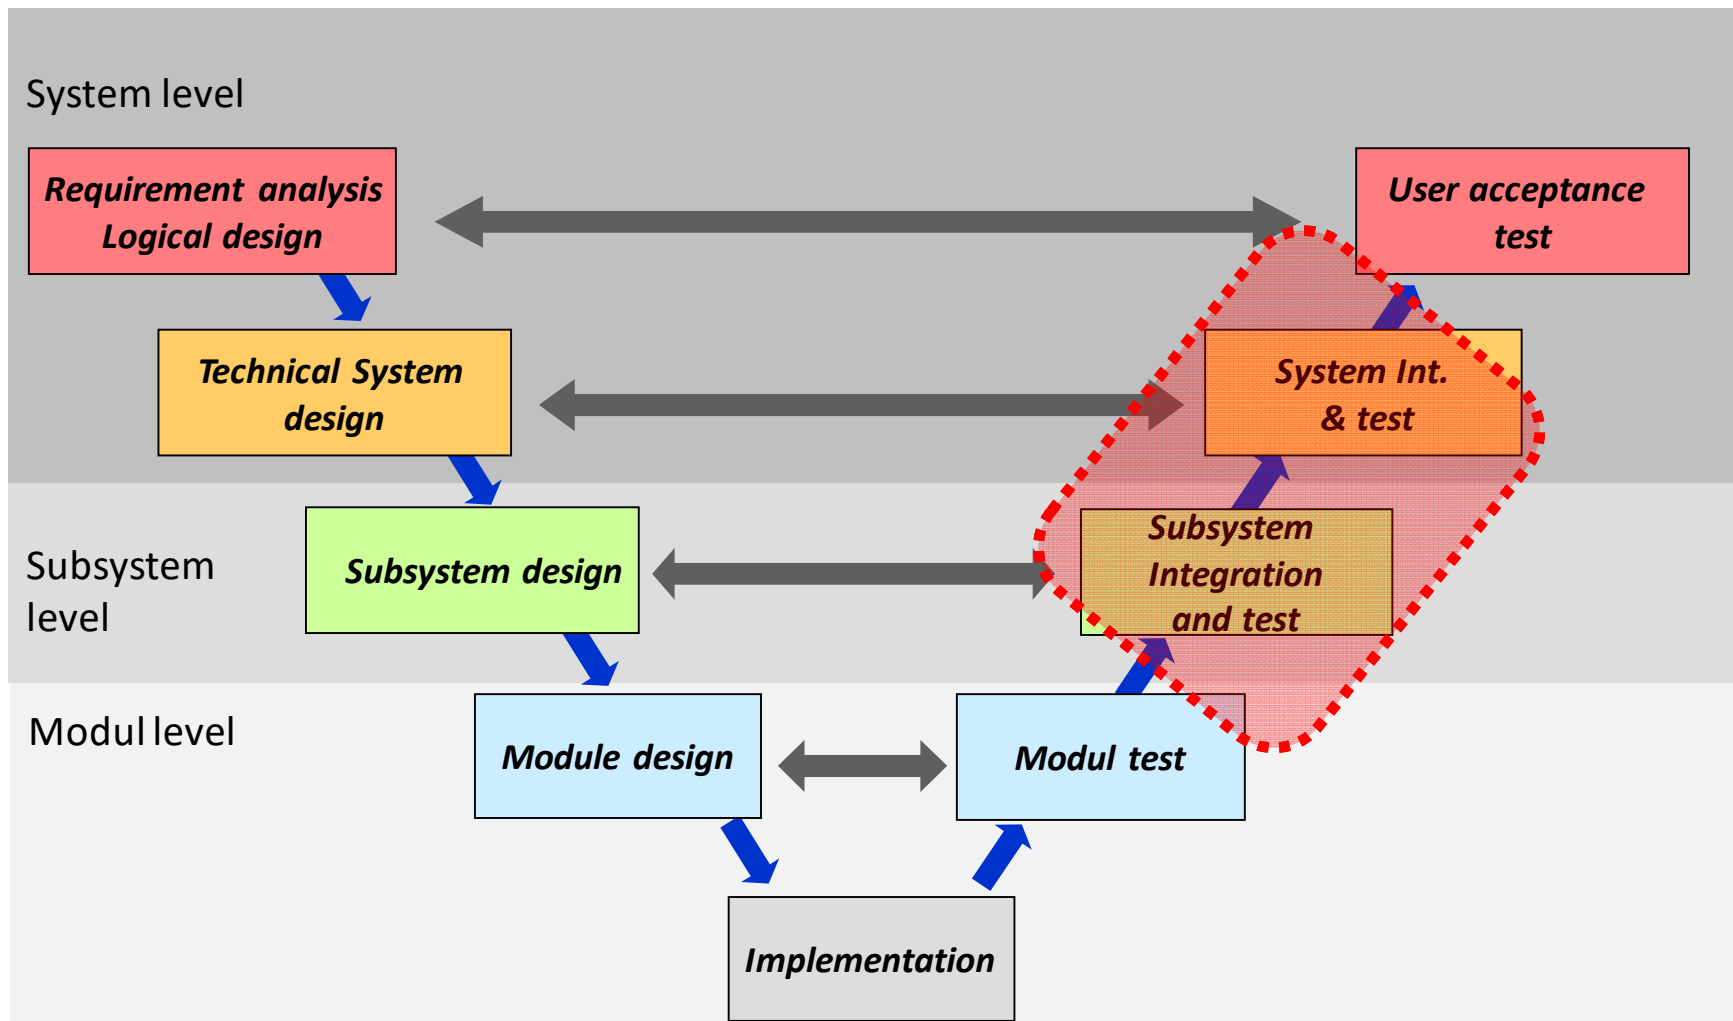 System level
Requirement analysis
Logical design
User acceptance
test
Technical System
design
System Int.
& test
Subsystem
level
Subsystem design
Subsystem
Integration
and test
Modul level
Module design
Modul test
Implementation